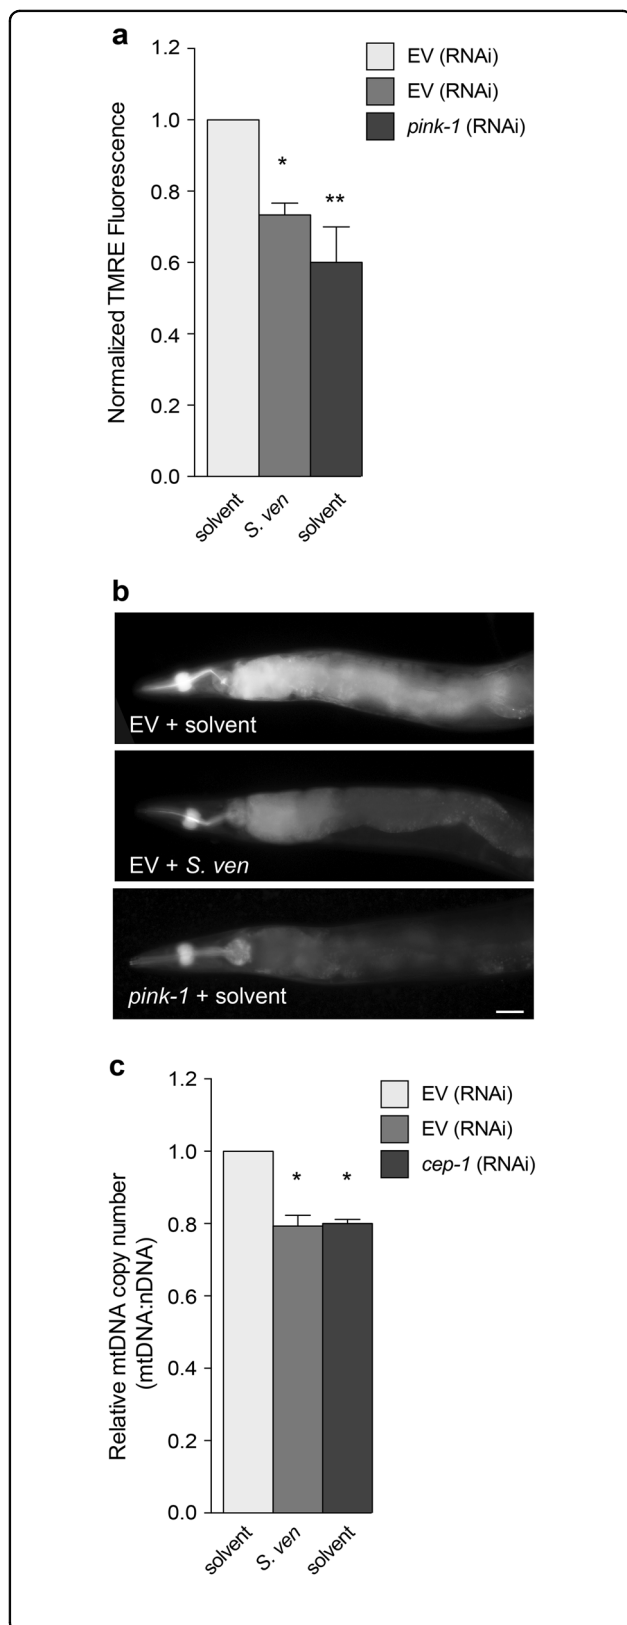 a
1.2
1.0
0.8
0.6
0.4
0.2
0.0
Normalized TMRE Fluorescence
EV (RNAi)
EV (RNAi)
pink-1 (RNAi)
*
**
solvent
S. ven
solvent
b
EV + solvent
EV + S. ven
pink-1 + solvent
c
1.2
1.0
0.8
0.6
0.4
0.2
0.0
Relative mtDNA copy number
(mtDNA:nDNA)
EV (RNAi)
EV (RNAi)
cep-1 (RNAi)
*
*
solvent
S. ven
solvent